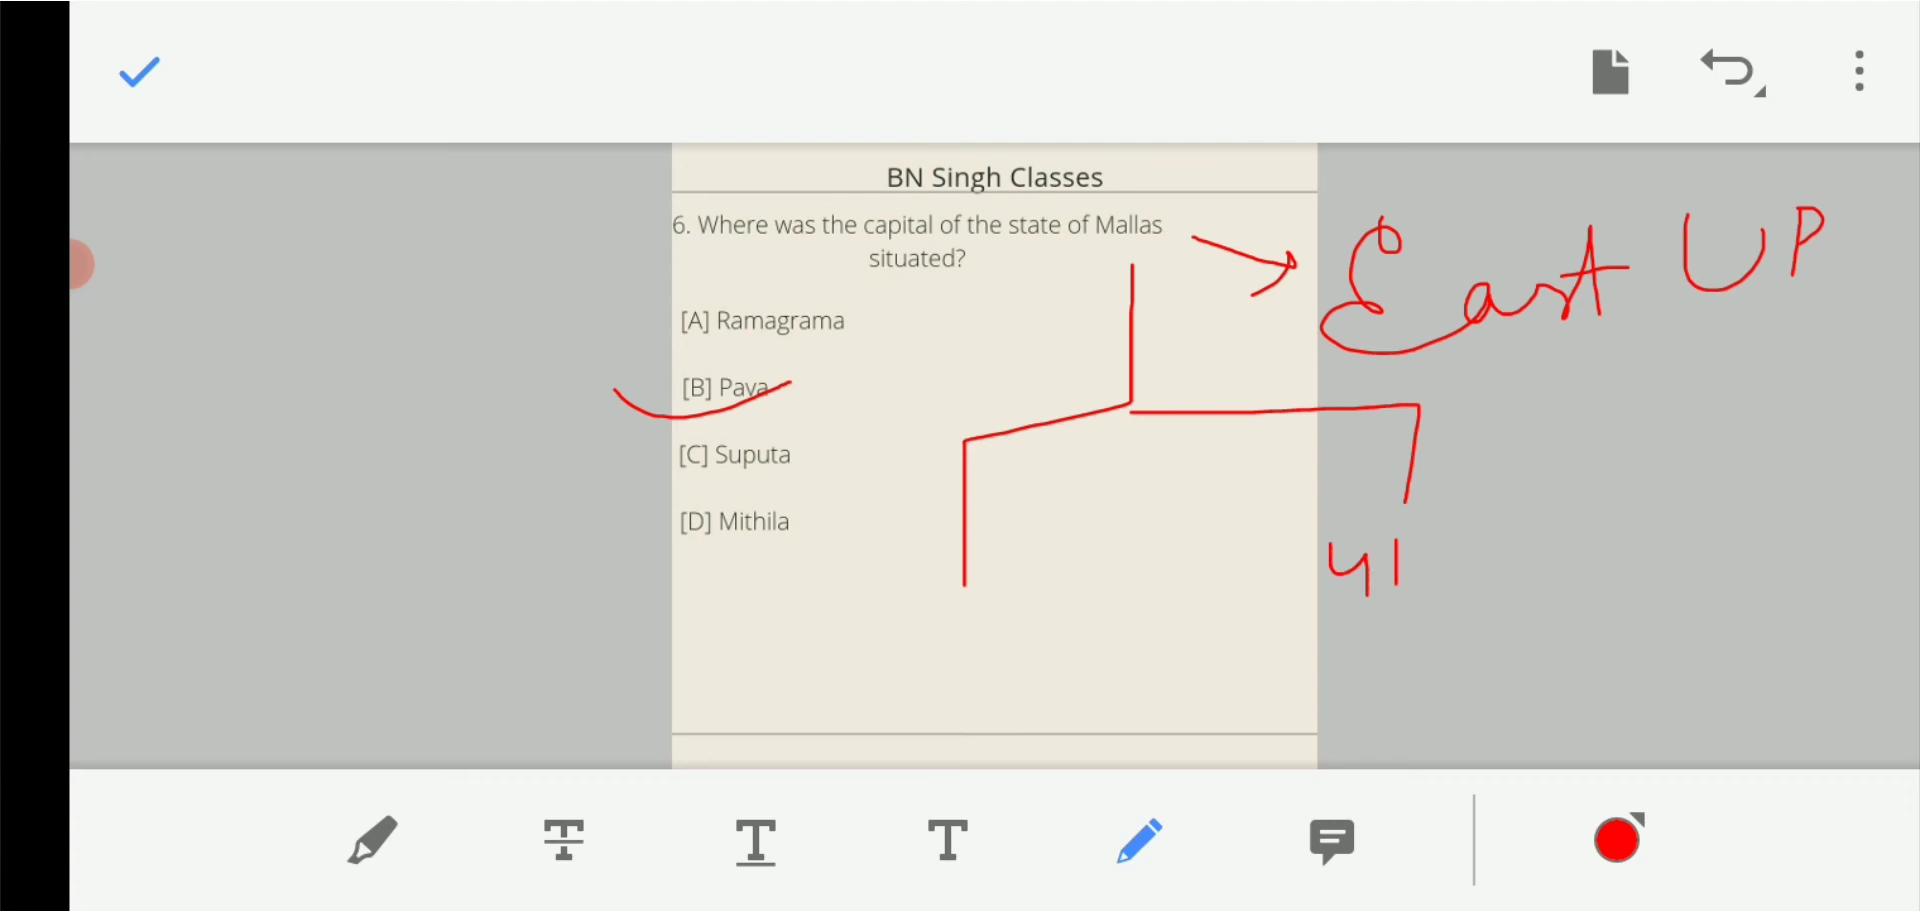 BN Singh Classes
6. Where was the capital of the state of Mallas
situated?
East UP
[A] Ramagrama
[B] Pava
[C] Suputa
[D] Mithila
पा